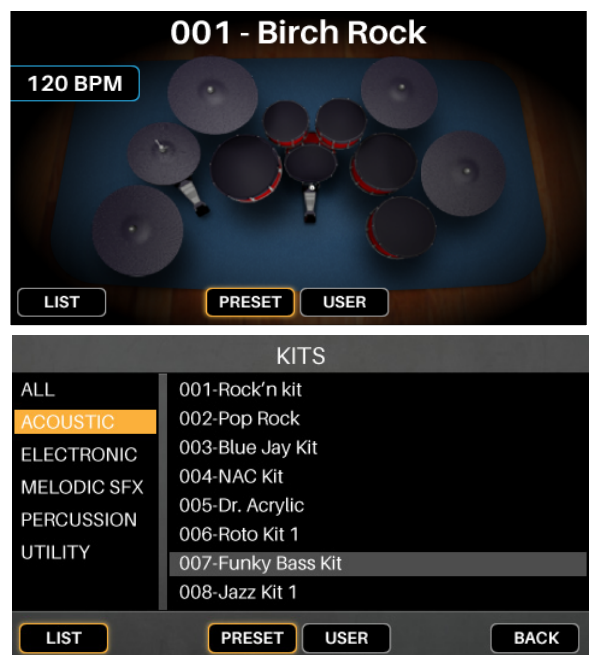 001 - Birch Rock
120 BPM
LIST PRESET USER
KITS
ALL
ACOUSTIC
ELECTRONIC
MELODIC SFX
PERCUSSION
UTILITY
001-Rock’n kit
002-Pop Rock
003-Blue Jay Kit
004-NAC Kit
005-Dr. Acrylic
006-Roto Kit 1
007-Funky Bass Kit
008-Jazz Kit 1
LIST PRESET USER BACK